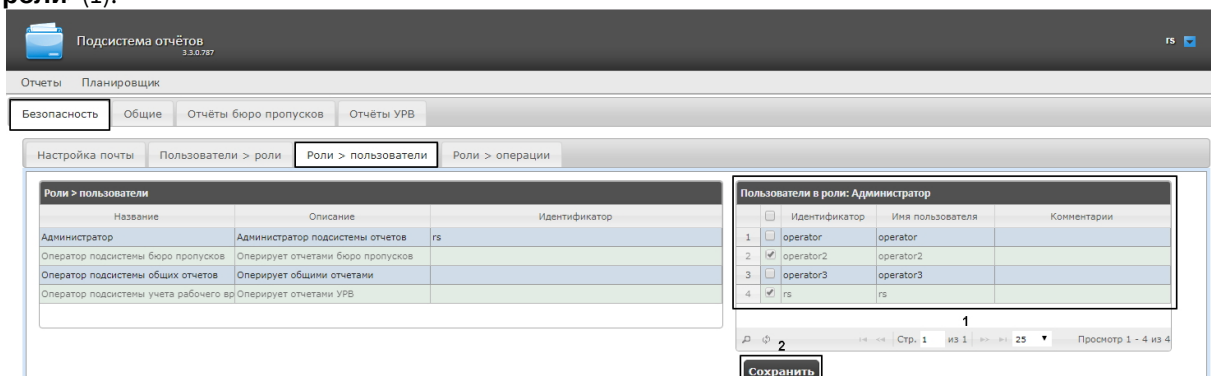 роли (1).
Подсистема отчётов
3.3.0.787
rs
Отчеты Планировщик
Безопасность Общие Отчёты бюро пропусков Отчёты УРВ
Настройка почты Пользователи > роли Роли > пользователи Роли > операции
Роли > пользователи
Название Описание Идентификатор
Администратор Администратор подсистемы отчетов rs
Оператор подсистемы бюро пропусков Оперирует отчетами бюро пропусков
Оператор подсистемы общих отчетов Оперирует общими отчетами
Оператор подсистемы учета рабочего вр Оперирует отчетами УРВ
Пользователи в роли: Администратор
Идентификатор Имя пользователя Комментарии
1 operator operator
2 operator2 operator2
3 operator3 operator3
4 rs rs
1
Стр. 1 из 1 25 Просмотр 1 - 4 из 4
2
Сохранить